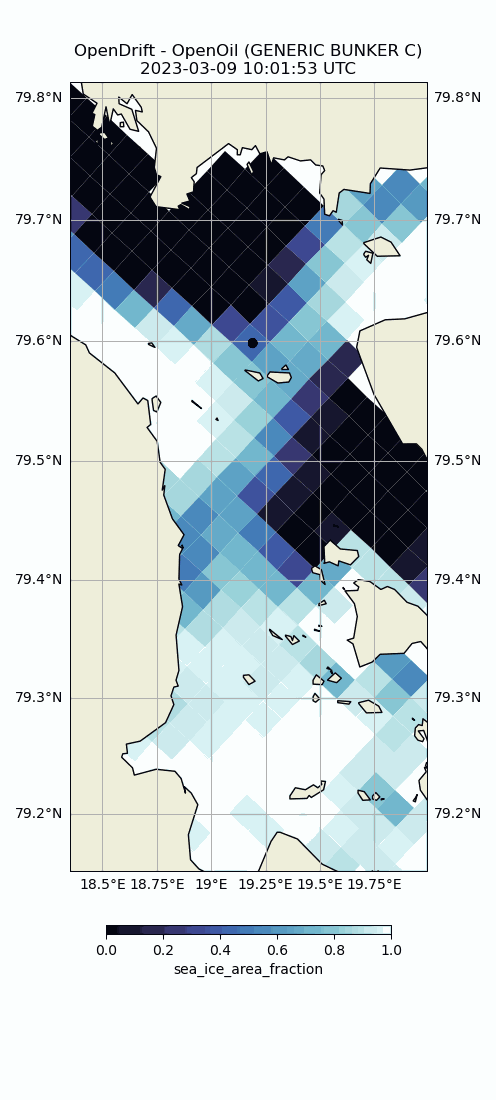 OpenDrift - OpenOil (GENERIC BUNKER C)
2023-03-09 10:01:53 UTC
79.8°N 79.8°N
79.7°N 79.7°N
79.6°N 79.6°N
79.5°N 79.5°N
79.4°N 79.4°N
79.3°N 79.3°N
79.2°N 79.2°N
18.5°E 18.75°E 19°E 19.25°E 19.5°E 19.75°E
0.0 0.2 0.4 0.6 0.8 1.0
sea_ice_area_fraction